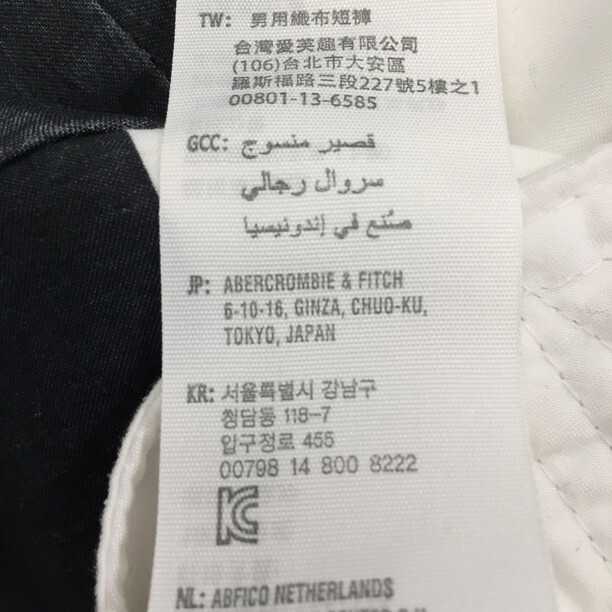 TW: 男用織布短褲
台灣愛芙趣有限公司
(106)台北市大安區
羅斯福路三段227號5樓之1
00801-13-6585
GCC: قصير منسوج
سروال رجالي
صُنع في إندونيسيا
JP: ABERCROMBIE & FITCH
6-10-16, GINZA, CHUO-KU,
TOKYO, JAPAN
KR: 서울특별시 강남구
청담동 118-7
압구정로 455
00798 14 800 8222
KC
NL: ABFICO NETHERLANDS